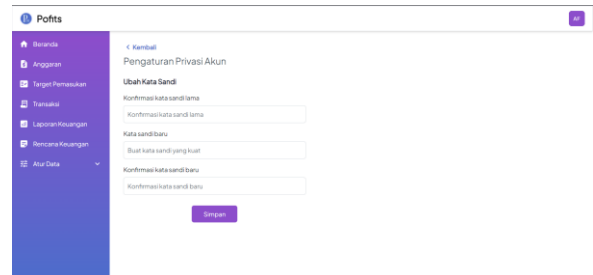 Pofits
AF
Beranda
Anggaran
Target Pemasukan
Transaksi
Laporan Keuangan
Rencana Keuangan
Atur Data
< Kembali
Pengaturan Privasi Akun
Ubah Kata Sandi
Konfirmasi kata sandi lama
Konfirmasi kata sandi lama
Kata sandi baru
Buat kata sandi yang kuat
Konfirmasi kata sandi baru
Konfirmasi kata sandi baru
Simpan